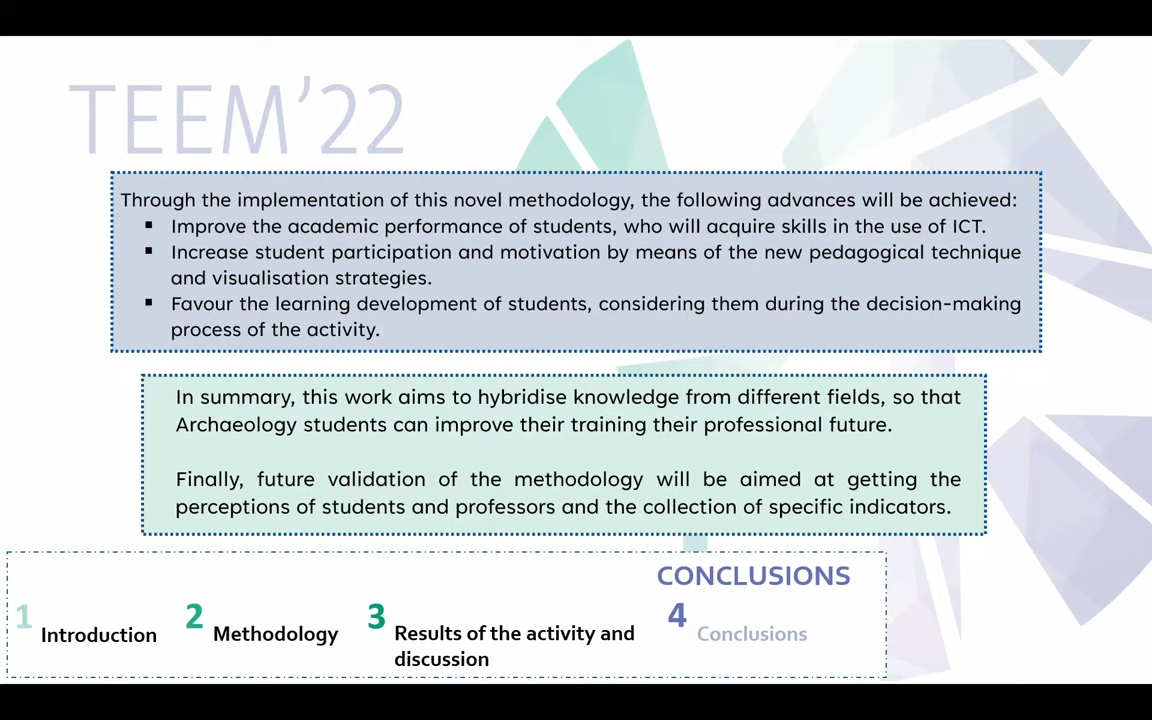 TEEM’22
Through the implementation of this novel methodology, the following advances will be achieved:
▪ Improve the academic performance of students, who will acquire skills in the use of ICT.
▪ Increase student participation and motivation by means of the new pedagogical technique
and visualisation strategies.
▪ Favour the learning development of students, considering them during the decision-making
process of the activity.
In summary, this work aims to hybridise knowledge from different fields, so that
Archaeology students can improve their training their professional future.
Finally, future validation of the methodology will be aimed at getting the
perceptions of students and professors and the collection of specific indicators.
CONCLUSIONS
1 Introduction
2 Methodology
3 Results of the activity and
discussion
4 Conclusions